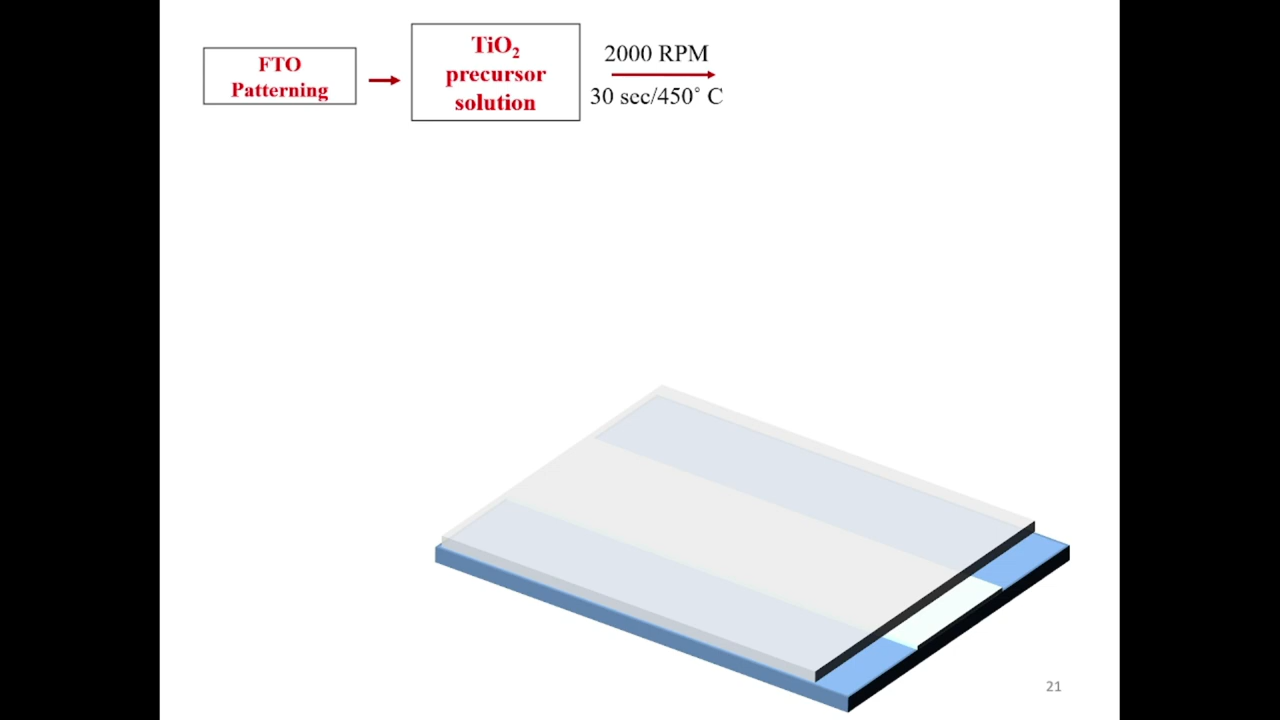 FTO
Patterning
TiO₂
precursor
solution
2000 RPM
30 sec/450˚ C
21